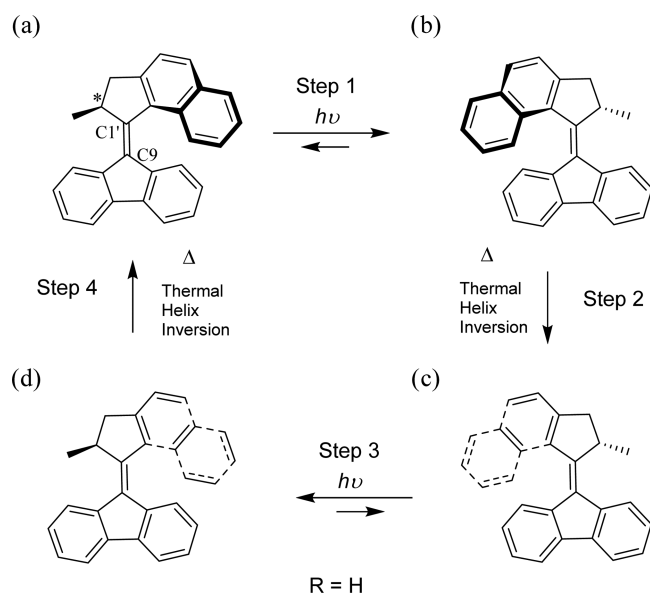 (a)
(b)
Step 1
hυ
*
C1'
C9
Δ
Thermal
Helix
Inversion
Step 4
Δ
Thermal
Helix
Inversion
Step 2
(d)
(c)
Step 3
hυ
R = H